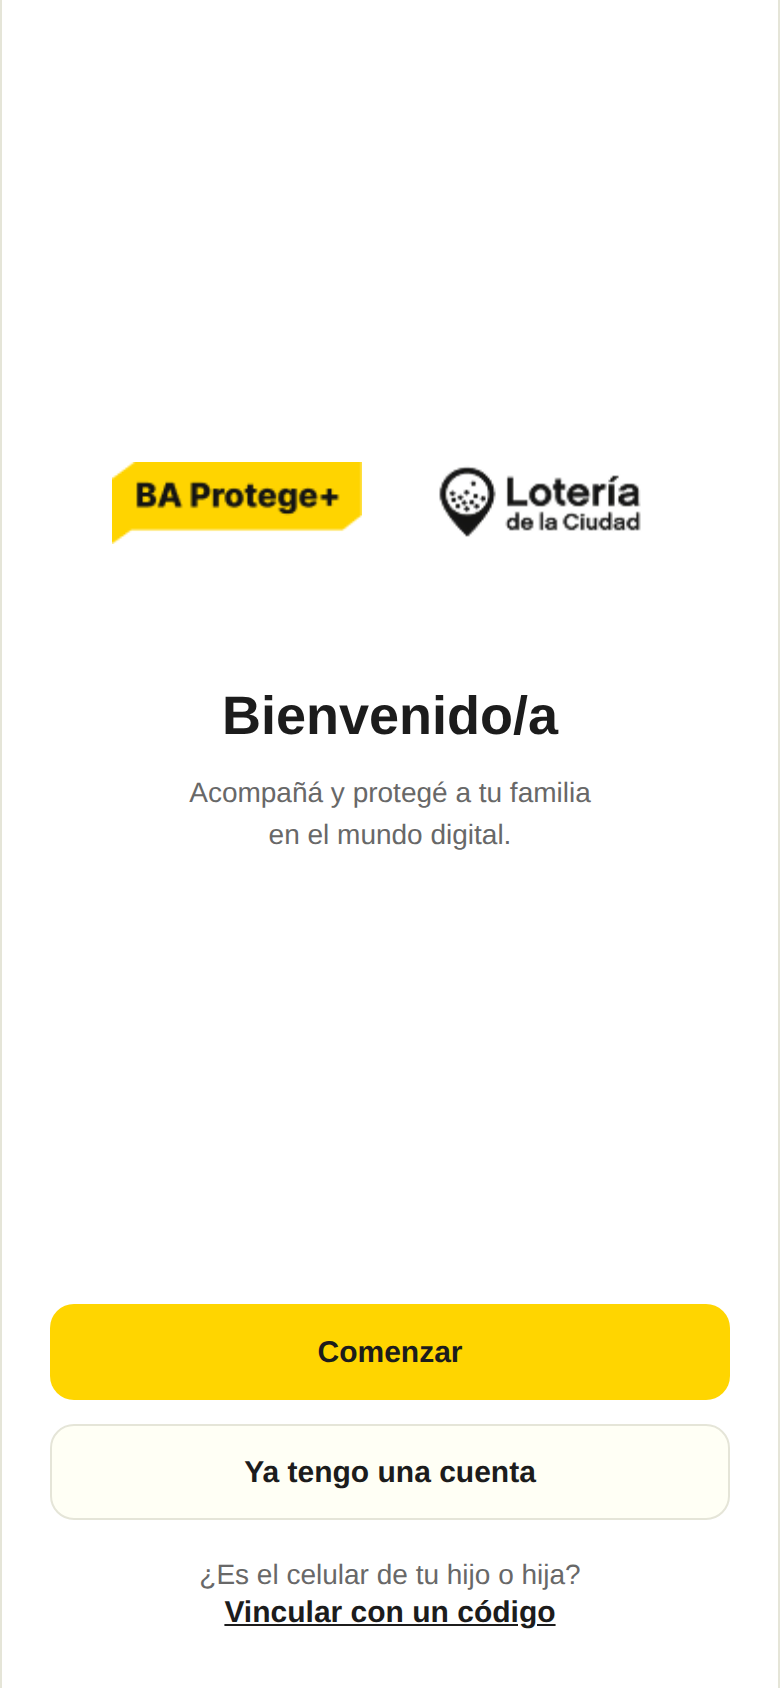 BA Protege+
Lotería
de la Ciudad
Bienvenido/a
Acompañá y protegé a tu familia
en el mundo digital.
Comenzar
Ya tengo una cuenta
¿Es el celular de tu hijo o hija?
Vincular con un código